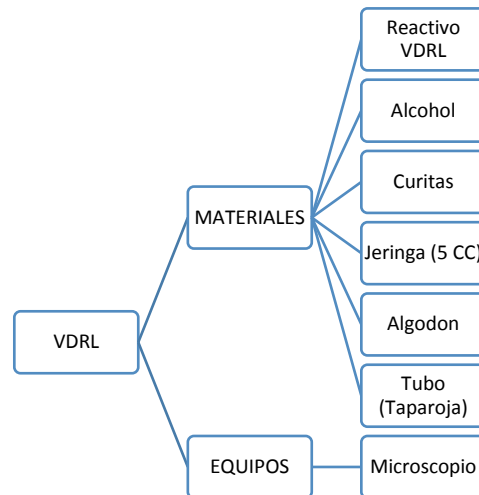 Reactivo
VDRL
Alcohol
Curitas
MATERIALES
Jeringa (5 CC)
VDRL
Algodon
Tubo
(Taparoja)
EQUIPOS
Microscopio